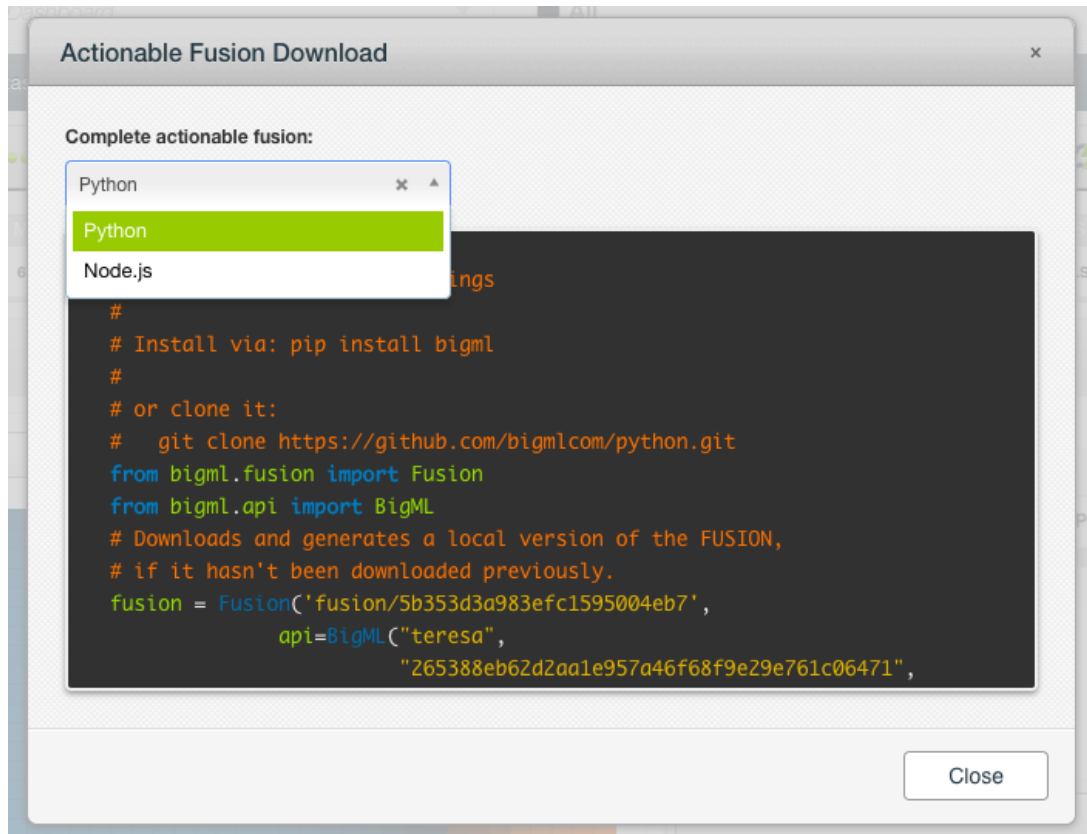 Dashboard
All
Actionable Fusion Download
×
Complete actionable fusion:
Python
Python
Node.js
ings
#
# Install via: pip install bigml
#
# or clone it:
#   git clone https://github.com/bigmlcom/python.git
from bigml.fusion import Fusion
from bigml.api import BigML
# Downloads and generates a local version of the FUSION,
# if it hasn't been downloaded previously.
fusion = Fusion('fusion/5b353d3a983efc1595004eb7',
api=BigML("teresa",
"265388eb62d2aa1e957a46f68f9e29e761c06471",
Close